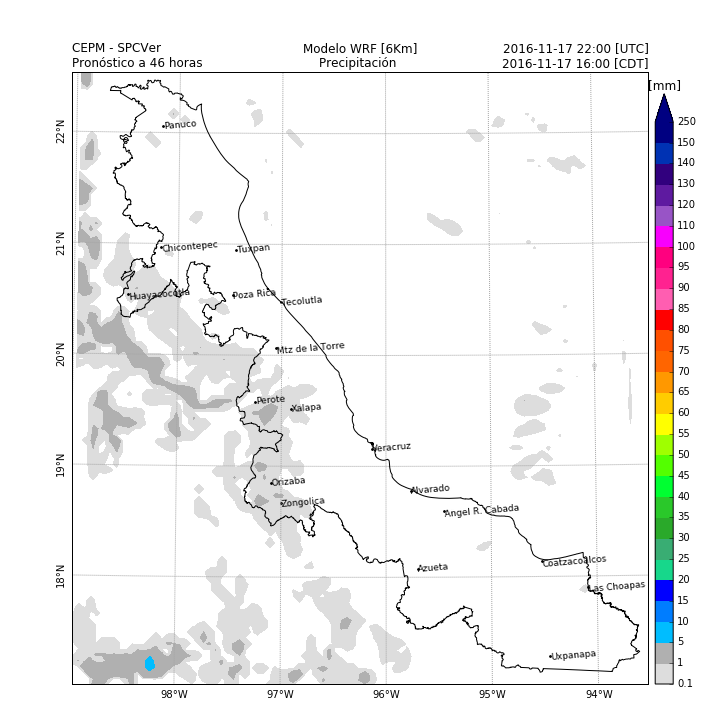 CEPM - SPCVer Modelo WRF [6Km] 2016-11-17 22:00 [UTC]
Pronóstico a 46 horas Precipitación 2016-11-17 16:00 [CDT]
[mm]
250
150
140
130
120
110
100
95
90
85
80
75
70
65
60
55
50
45
40
35
30
25
20
15
10
5
1
0.1
22°N
21°N
20°N
19°N
18°N
Panuco
Chicontepec
Tuxpan
Huayacocotla
Poza Rica
Tecolutla
Mtz de la Torre
Perote
Xalapa
Veracruz
Orizaba
Alvarado
Zongolica
Angel R. Cabada
Azueta
Coatzacoalcos
Las Choapas
Uxpanapa
98°W 97°W 96°W 95°W 94°W